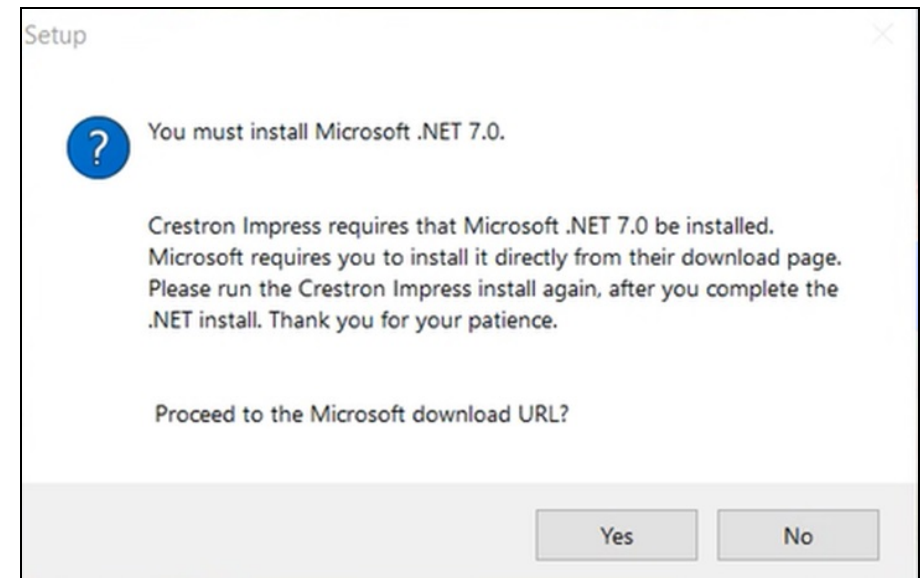 Setup
?
You must install Microsoft .NET 7.0.
Crestron Impress requires that Microsoft .NET 7.0 be installed.
Microsoft requires you to install it directly from their download page.
Please run the Crestron Impress install again, after you complete the
.NET install. Thank you for your patience.
Proceed to the Microsoft download URL?
Yes No